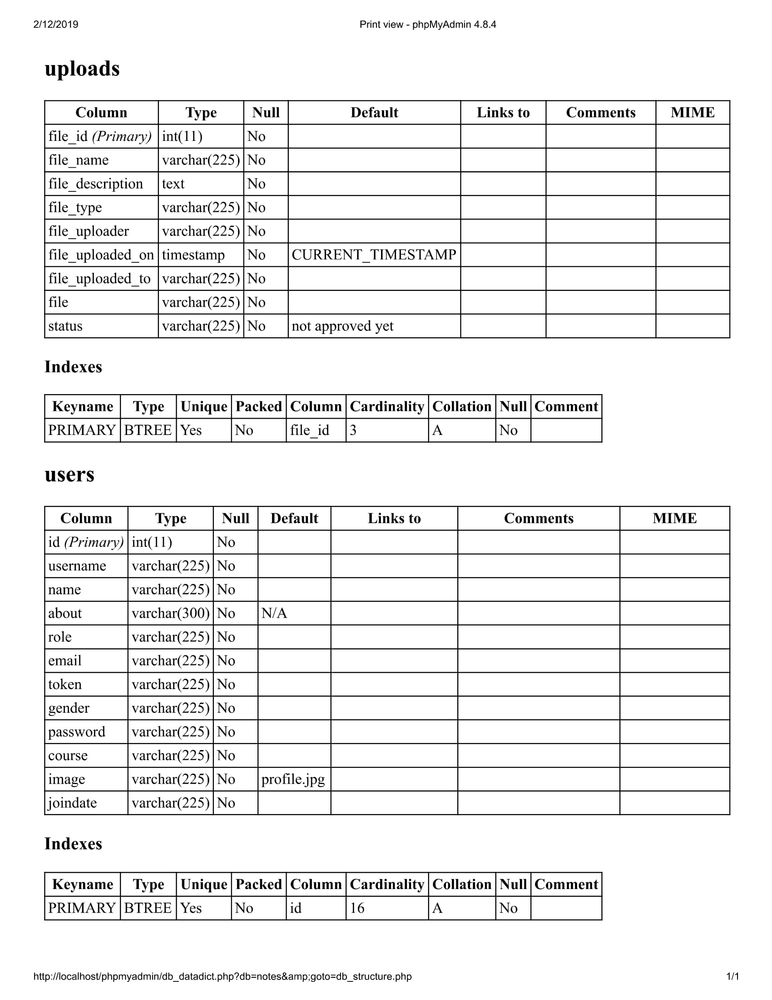 2/12/2019 Print view - phpMyAdmin 4.8.4
uploads
Column Type Null Default Links to Comments MIME
file_id (Primary) int(11) No
file_name varchar(225) No
file_description text No
file_type varchar(225) No
file_uploader varchar(225) No
file_uploaded_on timestamp No CURRENT_TIMESTAMP
file_uploaded_to varchar(225) No
file varchar(225) No
status varchar(225) No not approved yet
Indexes
Keyname Type Unique Packed Column Cardinality Collation Null Comment
PRIMARY BTREE Yes No file_id 3 A No
users
Column Type Null Default Links to Comments MIME
id (Primary) int(11) No
username varchar(225) No
name varchar(225) No
about varchar(300) No N/A
role varchar(225) No
email varchar(225) No
token varchar(225) No
gender varchar(225) No
password varchar(225) No
course varchar(225) No
image varchar(225) No profile.jpg
joindate varchar(225) No
Indexes
Keyname Type Unique Packed Column Cardinality Collation Null Comment
PRIMARY BTREE Yes No id 16 A No
http://localhost/phpmyadmin/db_datadict.php?db=notes&amp;goto=db_structure.php 1/1